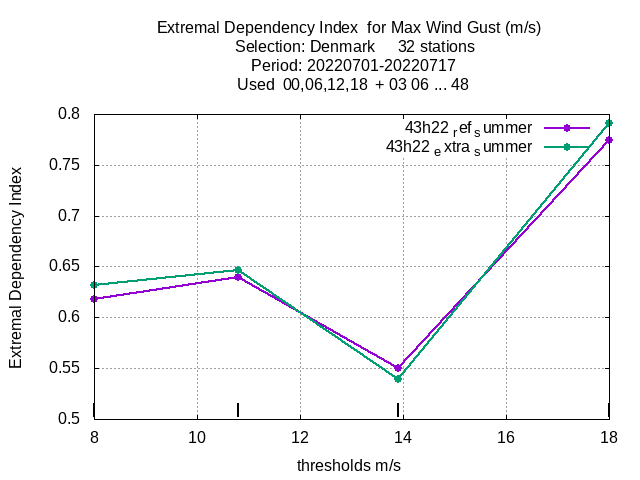 Extremal Dependency Index  for Max Wind Gust (m/s)
Selection: Denmark     32 stations
Period: 20220701-20220717
Used  00,06,12,18  + 03 06 ... 48
0.8
0.75
0.7
0.65
0.6
0.55
0.5
Extremal Dependency Index
43h22 ref summer
43h22 extra summer
8 10 12 14 16 18
thresholds m/s